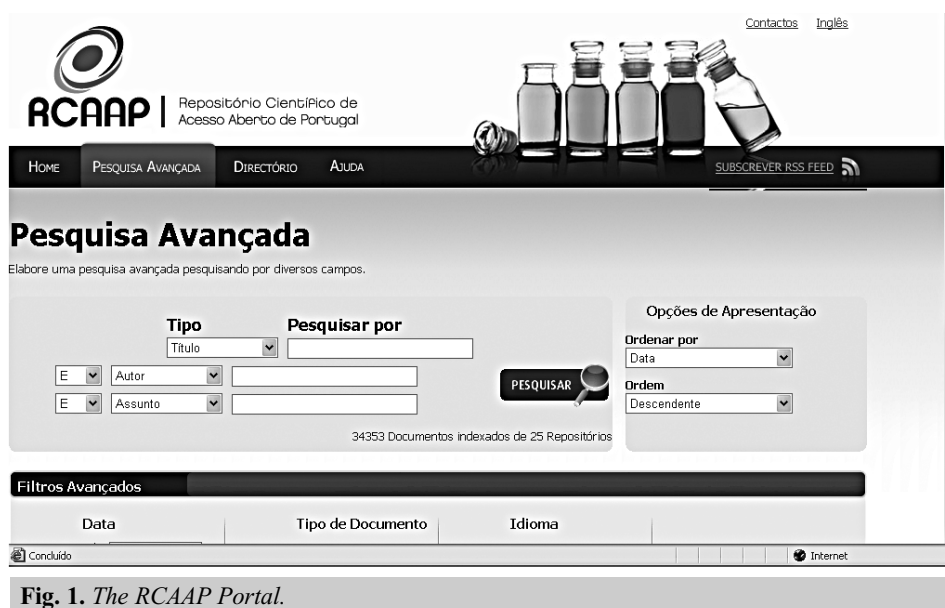 Contactos Inglês
RCAAP | Repositório Científico de
Acesso Aberto de Portugal
Home Pesquisa Avançada Directório Ajuda SUBSCREVER RSS FEED
Pesquisa Avançada
Elabore uma pesquisa avançada pesquisando por diversos campos.
Tipo Pesquisar por
Título
E Autor
E Assunto
PESQUISAR
34353 Documentos indexados de 25 Repositórios
Opções de Apresentação
Ordenar por
Data
Ordem
Descendente
Filtros Avançados
Data Tipo de Documento Idioma
Concluído Internet
Fig. 1. The RCAAP Portal.